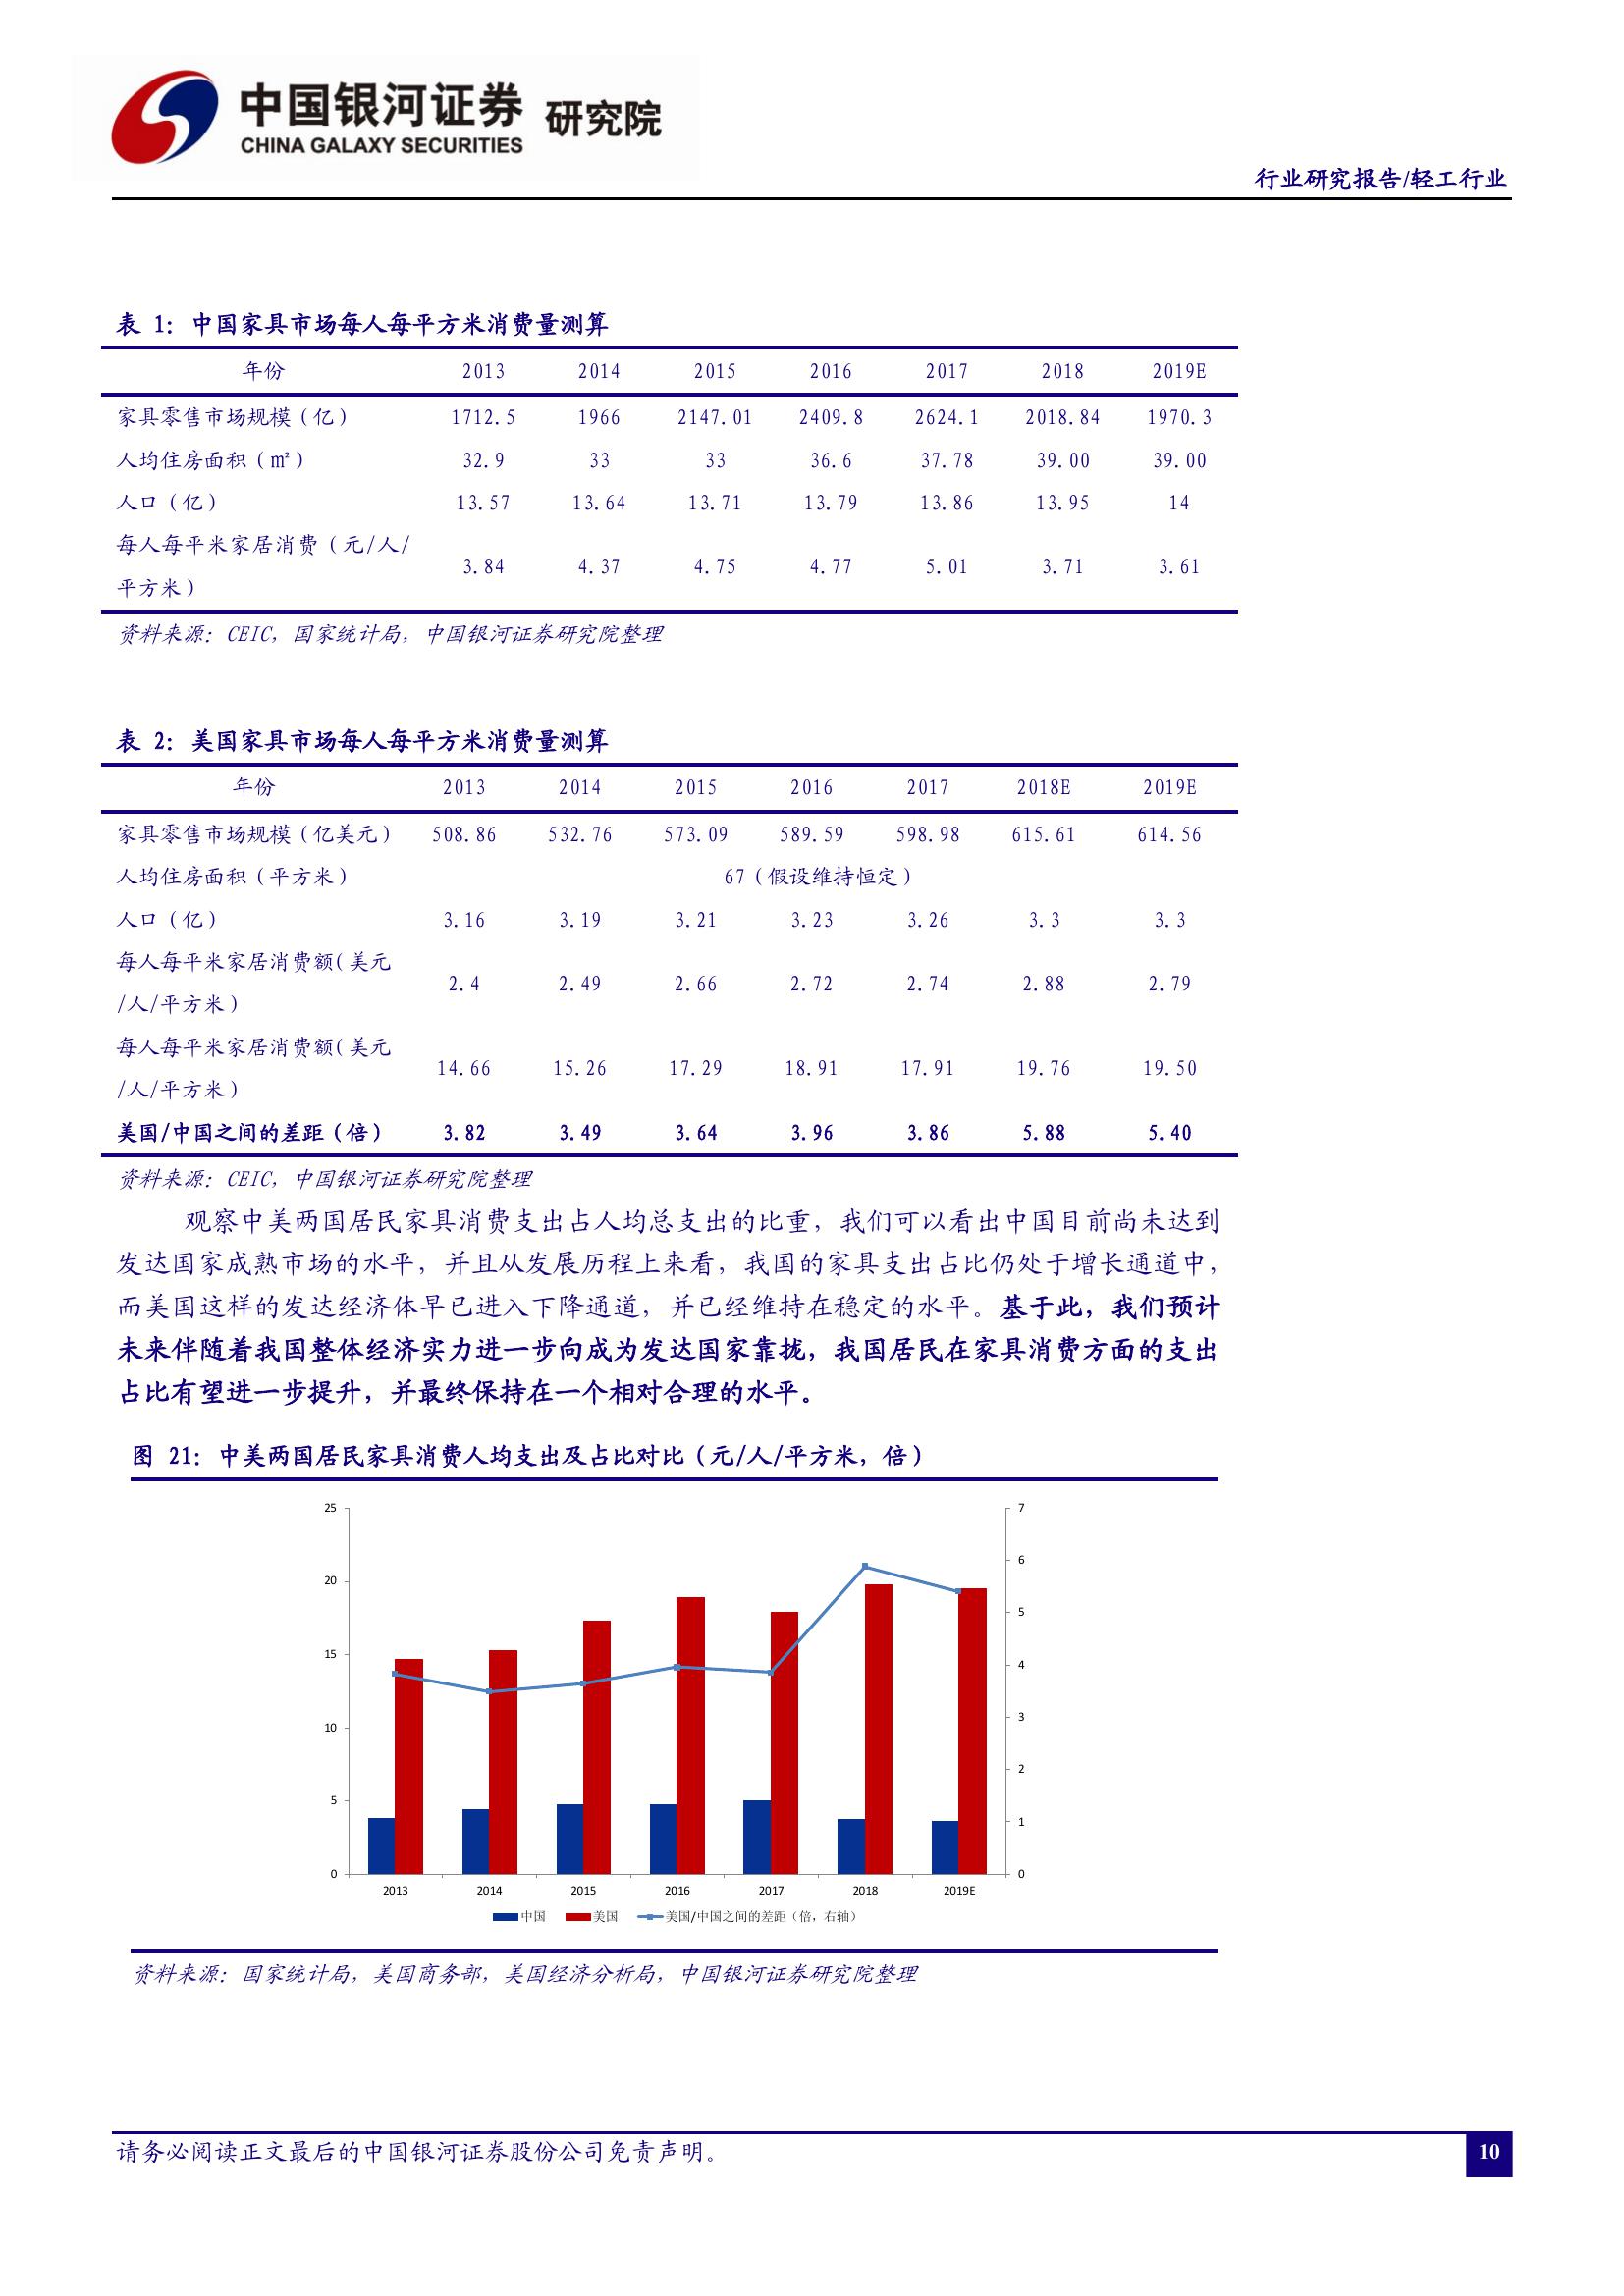 中国银河证券 研究院
CHINA GALAXY SECURITIES
行业研究报告/轻工行业
表 1：中国家具市场每人每平方米消费量测算
年份 2013 2014 2015 2016 2017 2018 2019E
家具零售市场规模（亿） 1712.5 1966 2147.01 2409.8 2624.1 2018.84 1970.3
人均住房面积（㎡） 32.9 33 33 36.6 37.78 39.00 39.00
人口（亿） 13.57 13.64 13.71 13.79 13.86 13.95 14
每人每平米家居消费（元/人/
平方米） 3.84 4.37 4.75 4.77 5.01 3.71 3.61
资料来源：CEIC，国家统计局，中国银河证券研究院整理
表 2：美国家具市场每人每平方米消费量测算
年份 2013 2014 2015 2016 2017 2018E 2019E
家具零售市场规模（亿美元） 508.86 532.76 573.09 589.59 598.98 615.61 614.56
人均住房面积（平方米） 67（假设维持恒定）
人口（亿） 3.16 3.19 3.21 3.23 3.26 3.3 3.3
每人每平米家居消费额（美元
/人/平方米） 2.4 2.49 2.66 2.72 2.74 2.88 2.79
每人每平米家居消费额（美元
/人/平方米） 14.66 15.26 17.29 18.91 17.91 19.76 19.50
美国/中国之间的差距（倍） 3.82 3.49 3.64 3.96 3.86 5.88 5.40
资料来源：CEIC，中国银河证券研究院整理
观察中美两国居民家具消费支出占人均总支出的比重，我们可以看出中国目前尚未达到
发达国家成熟市场的水平，并且从发展历程上来看，我国的家具支出占比仍处于增长通道中，
而美国这样的发达经济体早已进入下降通道，并已经维持在稳定的水平。基于此，我们预计
未来伴随着我国整体经济实力进一步向成为发达国家靠拢，我国居民在家具消费方面的支出
占比有望进一步提升，并最终保持在一个相对合理的水平。
图 21：中美两国居民家具消费人均支出及占比对比（元/人/平方米，倍）
25 7
6
20
5
15
4
3
10
2
5
1
0 0
2013 2014 2015 2016 2017 2018 2019E
中国 美国 美国/中国之间的差距（倍，右轴）
资料来源：国家统计局，美国商务部，美国经济分析局，中国银河证券研究院整理
请务必阅读正文最后的中国银河证券股份公司免责声明。
10